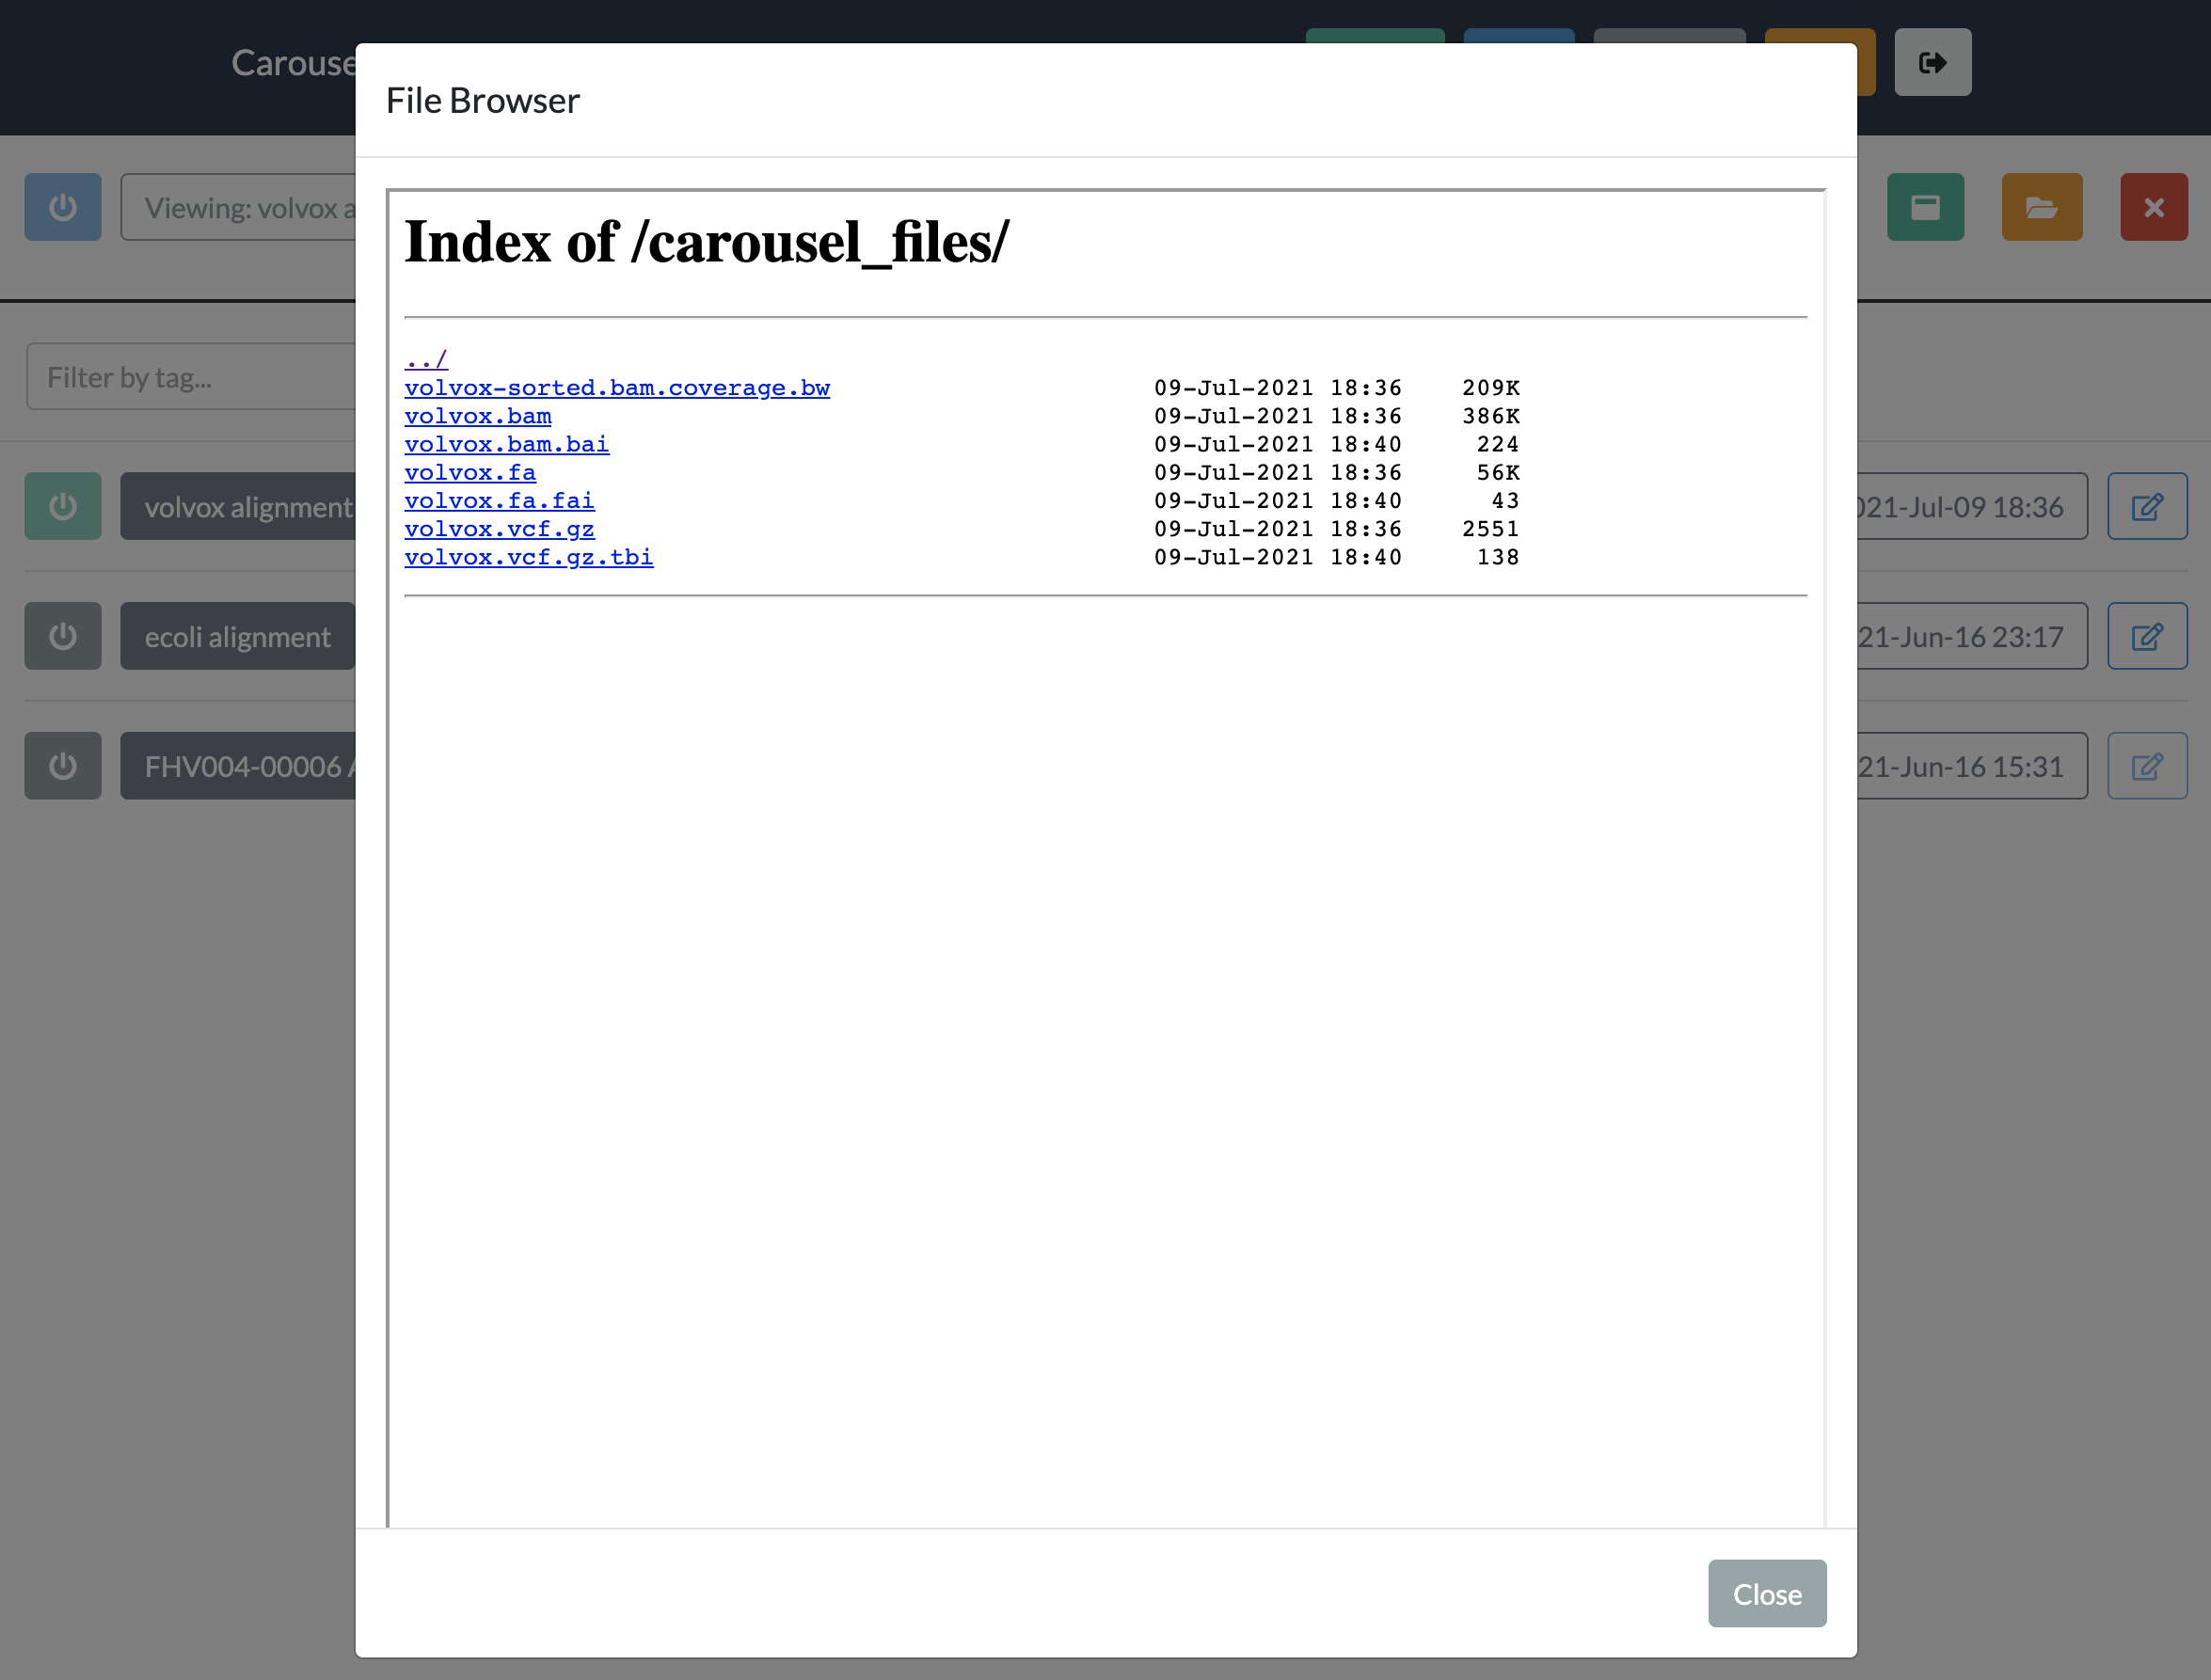 Carouse
File Browser
Viewing: volvox a
Index of /carousel_files/
Filter by tag...
../
volvox-sorted.bam.coverage.bw 09-Jul-2021 18:36 209K
volvox.bam 09-Jul-2021 18:36 386K
volvox.bam.bai 09-Jul-2021 18:40 224
volvox.fa 09-Jul-2021 18:36 56K
volvox.fa.fai 09-Jul-2021 18:40 43
volvox.vcf.gz 09-Jul-2021 18:36 2551
volvox.vcf.gz.tbi 09-Jul-2021 18:40 138
volvox alignment 021-Jul-09 18:36
ecoli alignment 21-Jun-16 23:17
FHV004-00006 A 21-Jun-16 15:31
Close